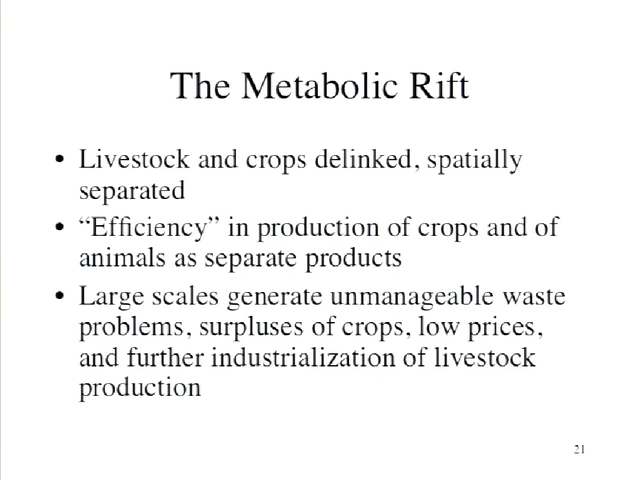 The Metabolic Rift
• Livestock and crops delinked, spatially
separated
• “Efficiency” in production of crops and of
animals as separate products
• Large scales generate unmanageable waste
problems, surpluses of crops, low prices,
and further industrialization of livestock
production
21